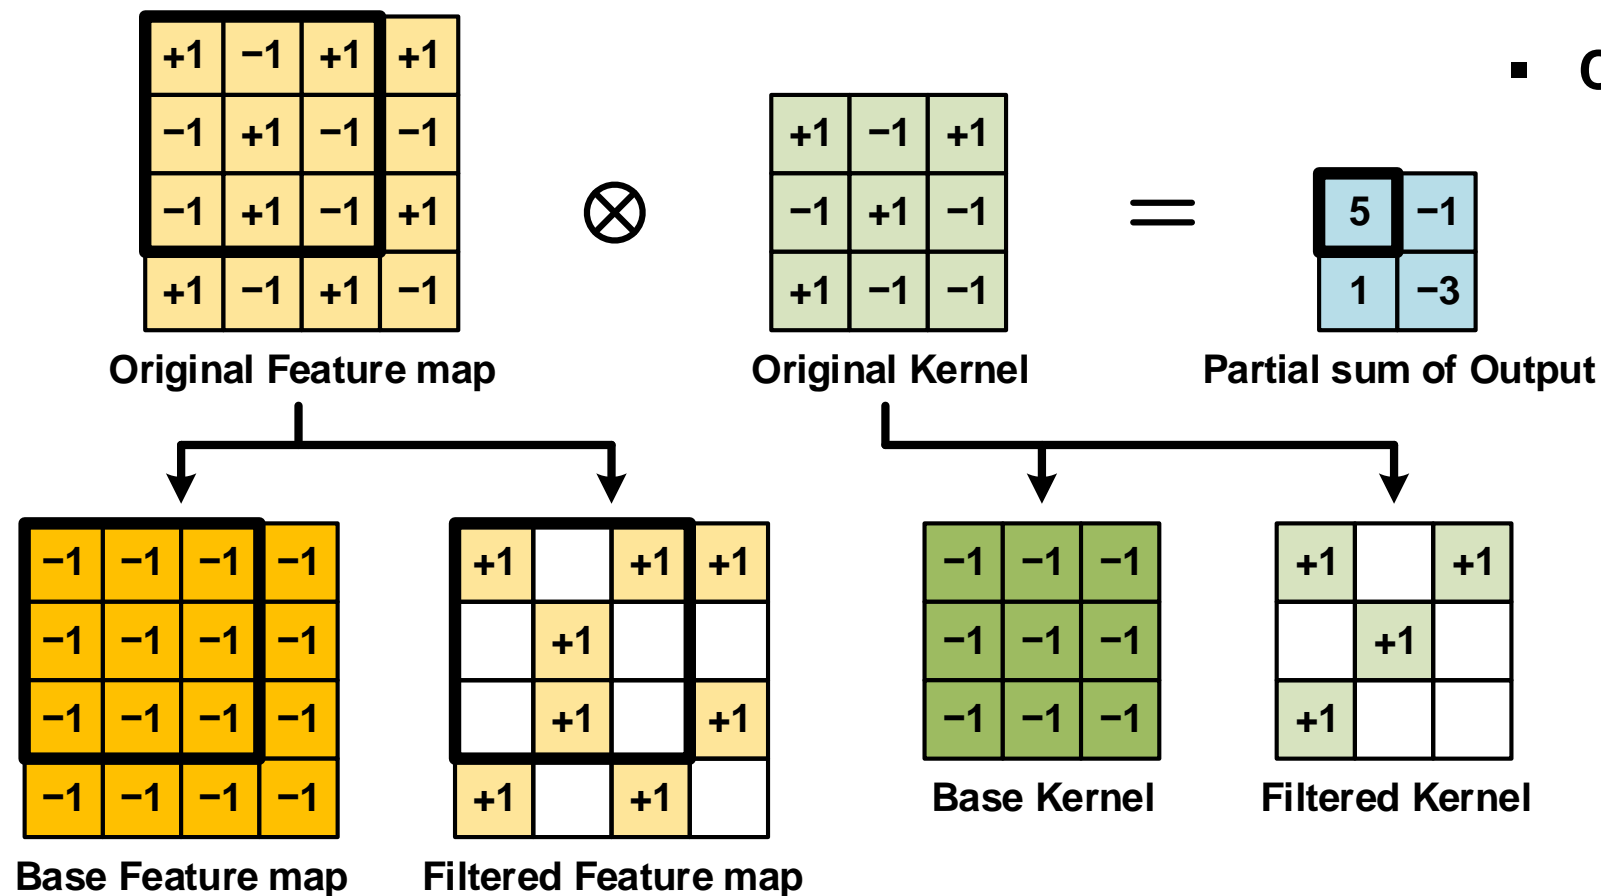 +1 −1 +1 +1
−1 +1 −1 −1
−1 +1 −1 +1
+1 −1 +1 −1
Original Feature map
+1 −1 +1
−1 +1 −1
+1 −1 −1
Original Kernel
5 −1
1 −3
Partial sum of Output
−1 −1 −1 −1
−1 −1 −1 −1
−1 −1 −1 −1
−1 −1 −1 −1
Base Feature map
+1 +1 +1
+1
+1 +1
+1 +1
Filtered Feature map
−1 −1 −1
−1 −1 −1
−1 −1 −1
Base Kernel
+1 +1
+1
+1
Filtered Kernel